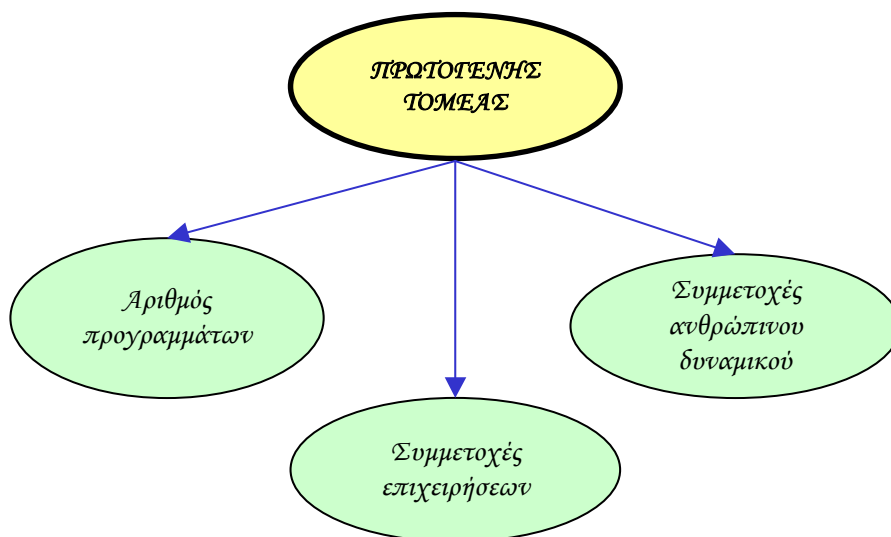 ΠΡΩΤΟΓΕΝΗΣ
ΤΟΜΕΑΣ
Αριθμός
προγραμμάτων
Συμμετοχές
ανθρώπινου
δυναμικού
Συμμετοχές
επιχειρήσεων